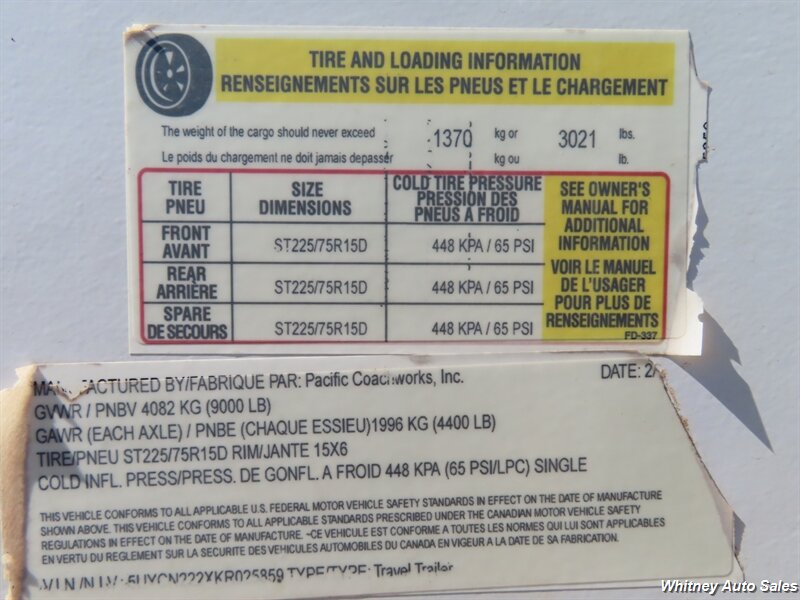 TIRE AND LOADING INFORMATION
RENSEIGNEMENTS SUR LES PNEUS ET LE CHARGEMENT
The weight of the cargo should never exceed 1370 kg or 3021 lbs.
Le poids du chargement ne doit jamais depasser kg ou lb.
TIRE PNEU
SIZE DIMENSIONS
COLD TIRE PRESSURE
PRESSION DES
PNEUS A FROID
SEE OWNER'S
MANUAL FOR
ADDITIONAL
INFORMATION
VOIR LE MANUEL
DE L'USAGER
POUR PLUS DE
RENSEIGNEMENTS
FRONT
AVANT ST225/75R15D 448 KPA / 65 PSI
REAR
ARRIÈRE ST225/75R15D 448 KPA / 65 PSI
SPARE
DE SECOURS ST225/75R15D 448 KPA / 65 PSI
FD-337
MANUFACTURED BY/FABRIQUE PAR: Pacific Coachworks, Inc. DATE: 2/
GVWR / PNBV 4082 KG (9000 LB)
GAWR (EACH AXLE) / PNBE (CHAQUE ESSIEU)1996 KG (4400 LB)
TIRE/PNEU ST225/75R15D RIM/JANTE 15X6
COLD INFL. PRESS/PRESS. DE GONFL. A FROID 448 KPA (65 PSI/LPC) SINGLE
THIS VEHICLE CONFORMS TO ALL APPLICABLE U.S. FEDERAL MOTOR VEHICLE SAFETY STANDARDS IN EFFECT ON THE DATE OF MANUFACTURE
SHOWN ABOVE. THIS VEHICLE CONFORMS TO ALL APPLICABLE STANDARDS PRESCRIBED UNDER THE CANADIAN MOTOR VEHICLE SAFETY
REGULATIONS IN EFFECT ON THE DATE OF MANUFACTURE. -CE VEHICULE EST CONFORME A TOUTES LES NORMES QUI LUI SONT APPLICABLES
EN VERTU DU REGLEMENT SUR LA SECURITE DES VEHICULES AUTOMOBILES DU CANADA EN VIGEUR A LA DATE DE SA FABRICATION.
V.I.N./N.I.V.: 5UYCN222XKR025859 TYPE/TYPE: Travel Trailer
Whitney Auto Sales